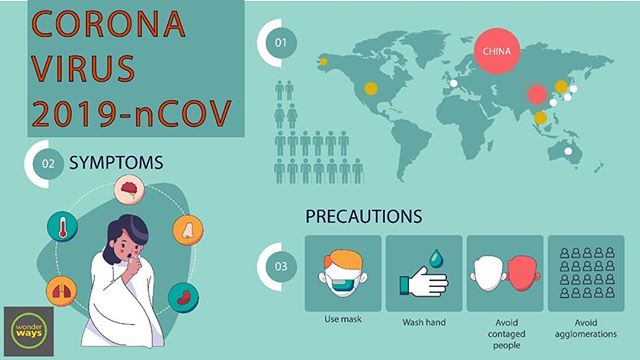 CORONA
VIRUS
2019-nCOV
01
CHINA
02
SYMPTOMS
PRECAUTIONS
03
Use mask
Wash hand
Avoid
contaged
people
Avoid
agglomerations
wonder
ways